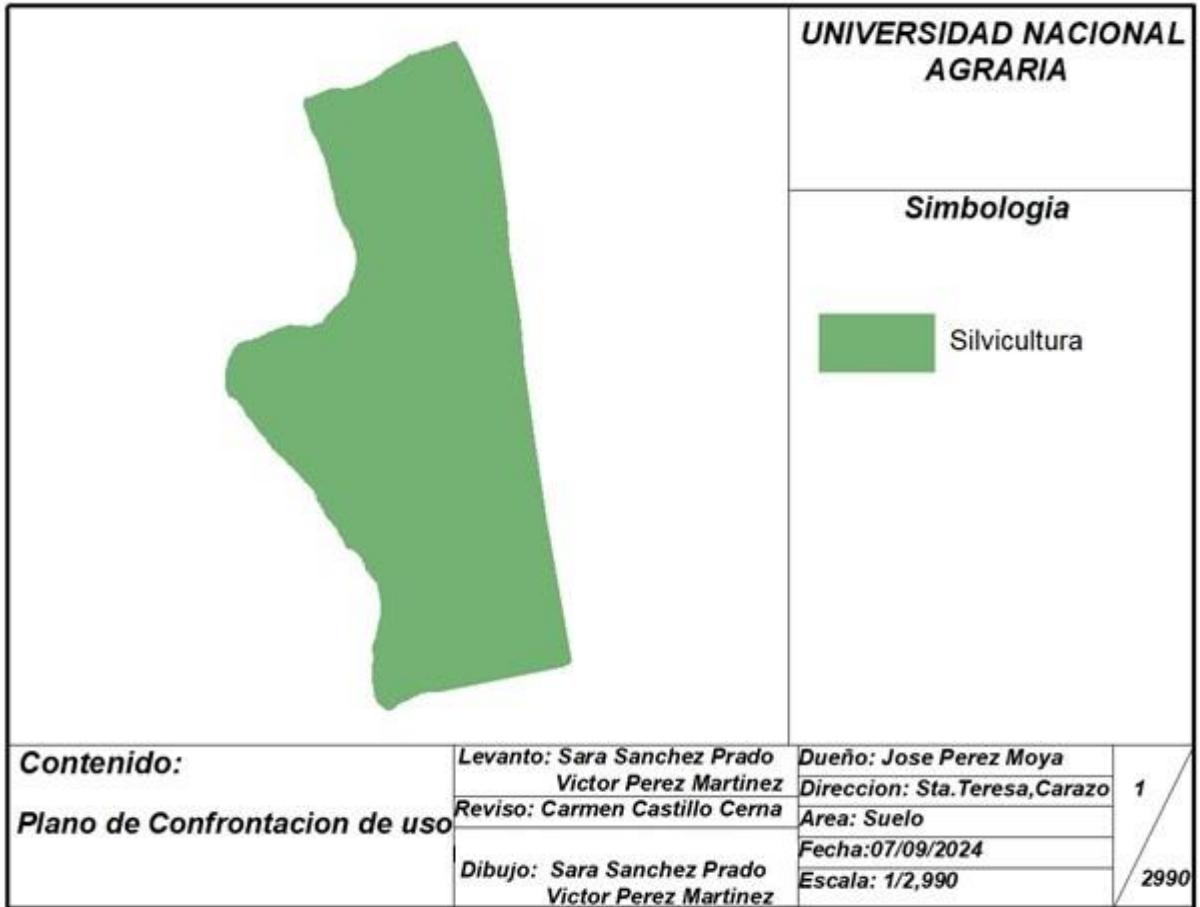 UNIVERSIDAD NACIONAL
AGRARIA
Simbologia
Silvicultura
Contenido:
Plano de Confrontacion de uso
Levanto: Sara Sanchez Prado
Victor Perez Martinez
Reviso: Carmen Castillo Cerna
Dibujo: Sara Sanchez Prado
Victor Perez Martinez
Dueño: Jose Perez Moya
Direccion: Sta.Teresa,Carazo
Area: Suelo
Fecha:07/09/2024
Escala: 1/2,990
1
2990